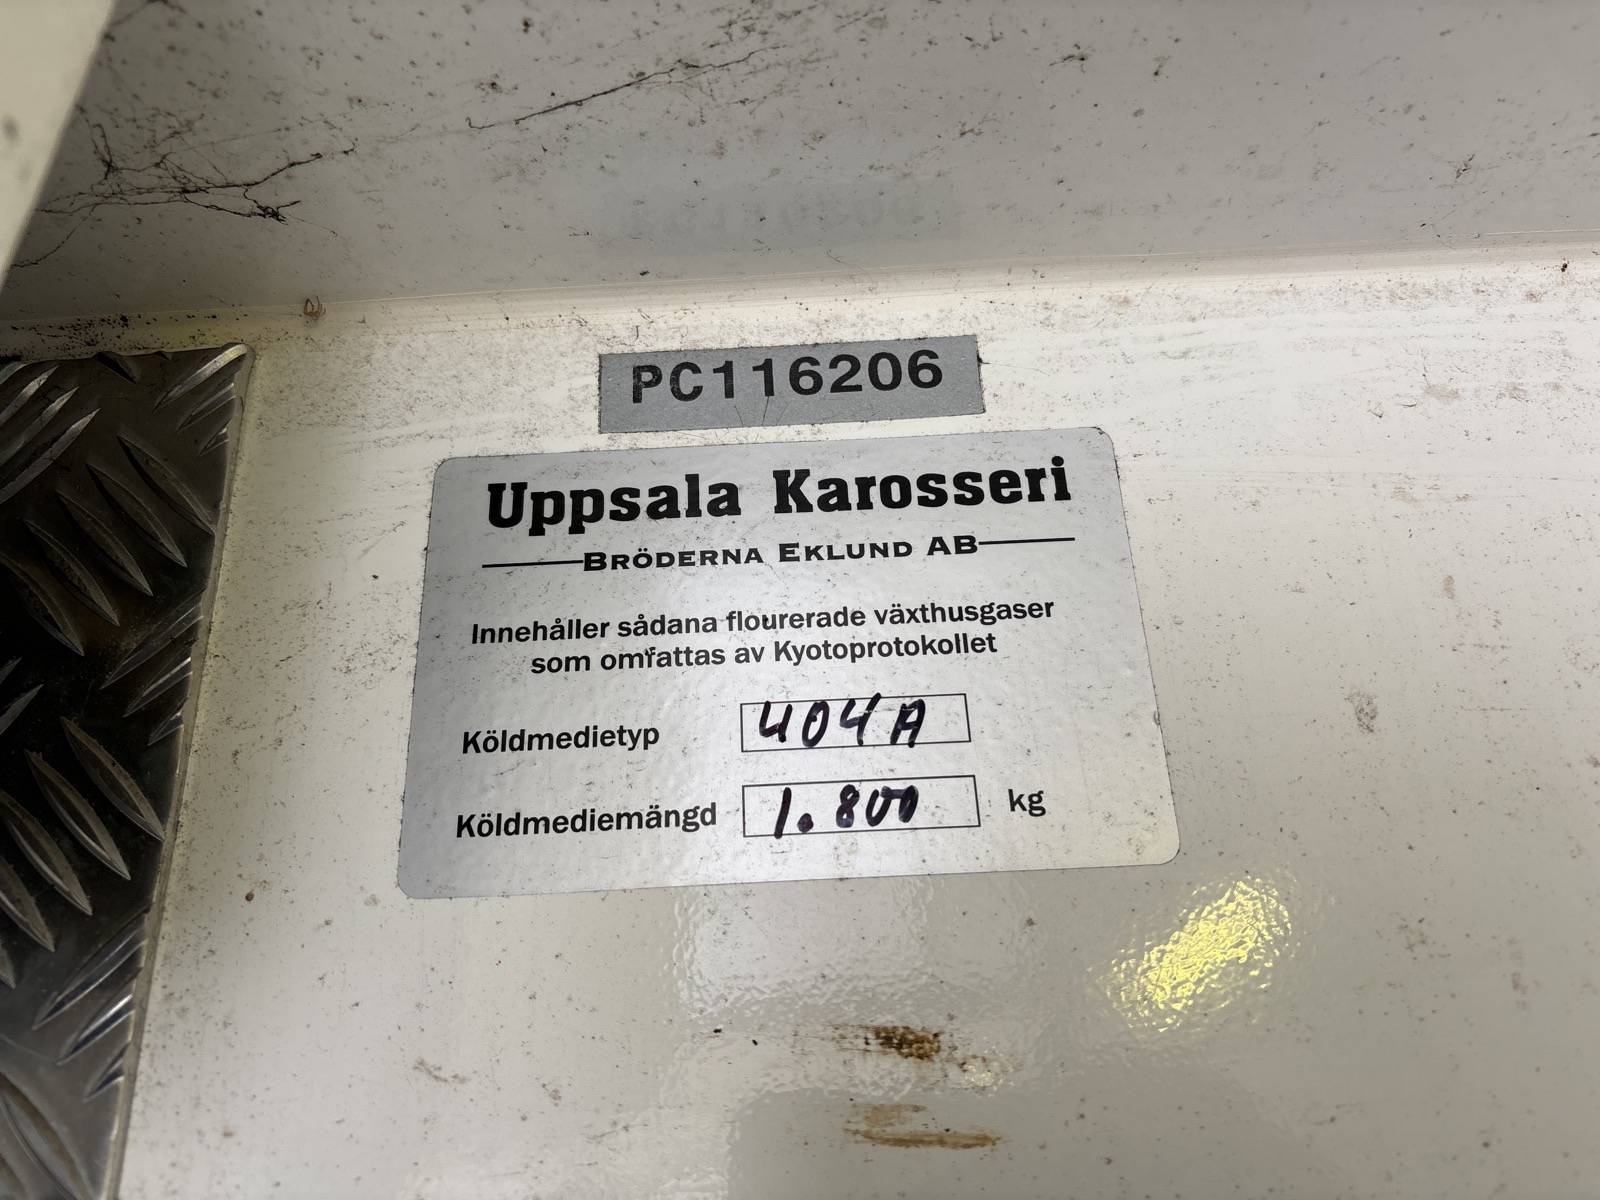 PC116206
Uppsala Karosseri
BRÖDERNA EKLUND AB
Innehåller sådana flourerade växthusgaser
som omfattas av Kyotoprotokollet
Köldmedietyp 404A
Köldmediemängd 1.800 kg